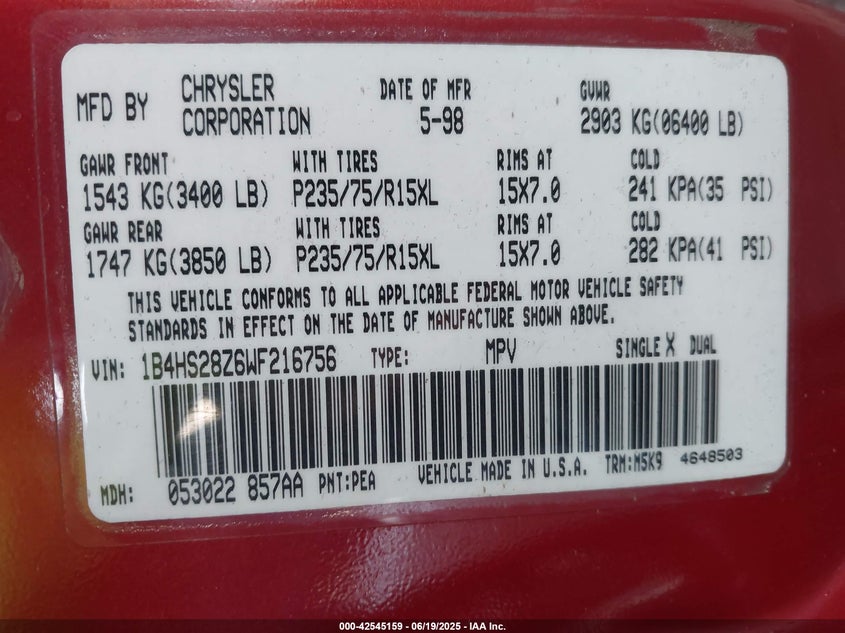 MFD BY CHRYSLER CORPORATION DATE OF MFR 5-98 GVWR 2903 KG(06400 LB)
GAWR FRONT WITH TIRES RIMS AT COLD
1543 KG(3400 LB) P235/75/R15XL 15X7.0 241 KPA(35 PSI)
GAWR REAR WITH TIRES RIMS AT COLD
1747 KG(3850 LB) P235/75/R15XL 15X7.0 282 KPA(41 PSI)
THIS VEHICLE CONFORMS TO ALL APPLICABLE FEDERAL MOTOR VEHICLE SAFETY
STANDARDS IN EFFECT ON THE DATE OF MANUFACTURE SHOWN ABOVE.
VIN: 1B4HS28Z6WF216756 TYPE: MPV SINGLE X DUAL
MDH: 053022 857AA PNT:PEA VEHICLE MADE IN U.S.A. TRM:M5K9 4648503
000-42545159 - 06/19/2025 - IAA Inc.